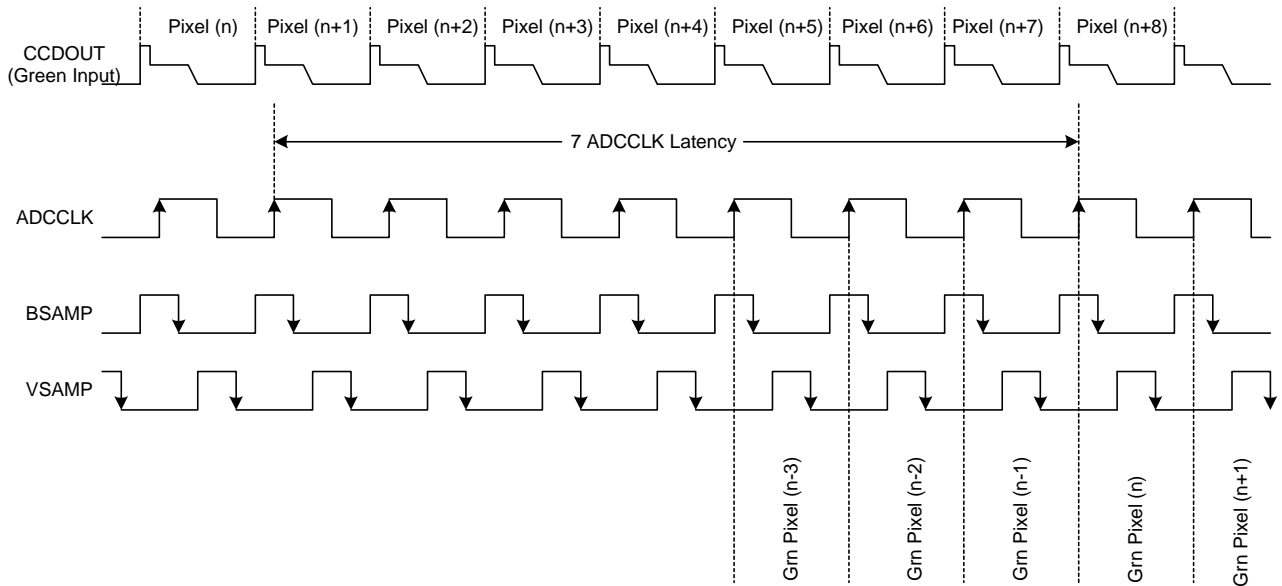 Pixel (n) Pixel (n+1) Pixel (n+2) Pixel (n+3) Pixel (n+4) Pixel (n+5) Pixel (n+6) Pixel (n+7) Pixel (n+8)
CCDOUT
(Green Input)
7 ADCCLK Latency
ADCCLK
BSAMP
VSAMP
Grn Pixel (n-3)
Grn Pixel (n-2)
Grn Pixel (n-1)
Grn Pixel (n)
Grn Pixel (n+1)